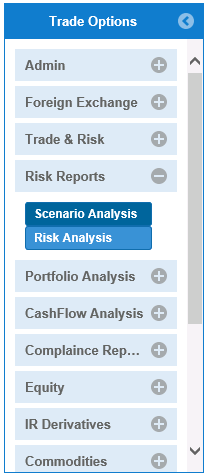 Trade Options
Admin
Foreign Exchange
Trade & Risk
Risk Reports
Scenario Analysis
Risk Analysis
Portfolio Analysis
CashFlow Analysis
Complaince Rep...
Equity
IR Derivatives
Commodities